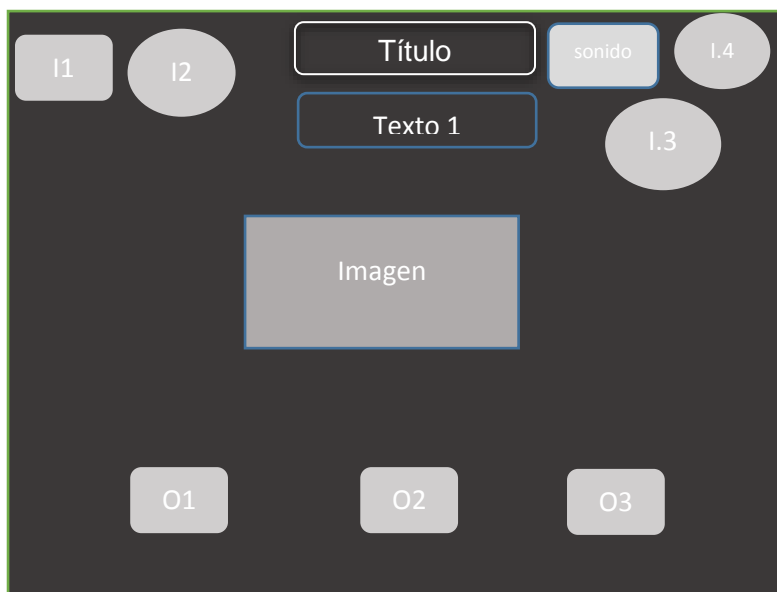 I1
I2
Título
sonido
I.4
Texto 1
I.3
Imagen
O1
O2
O3